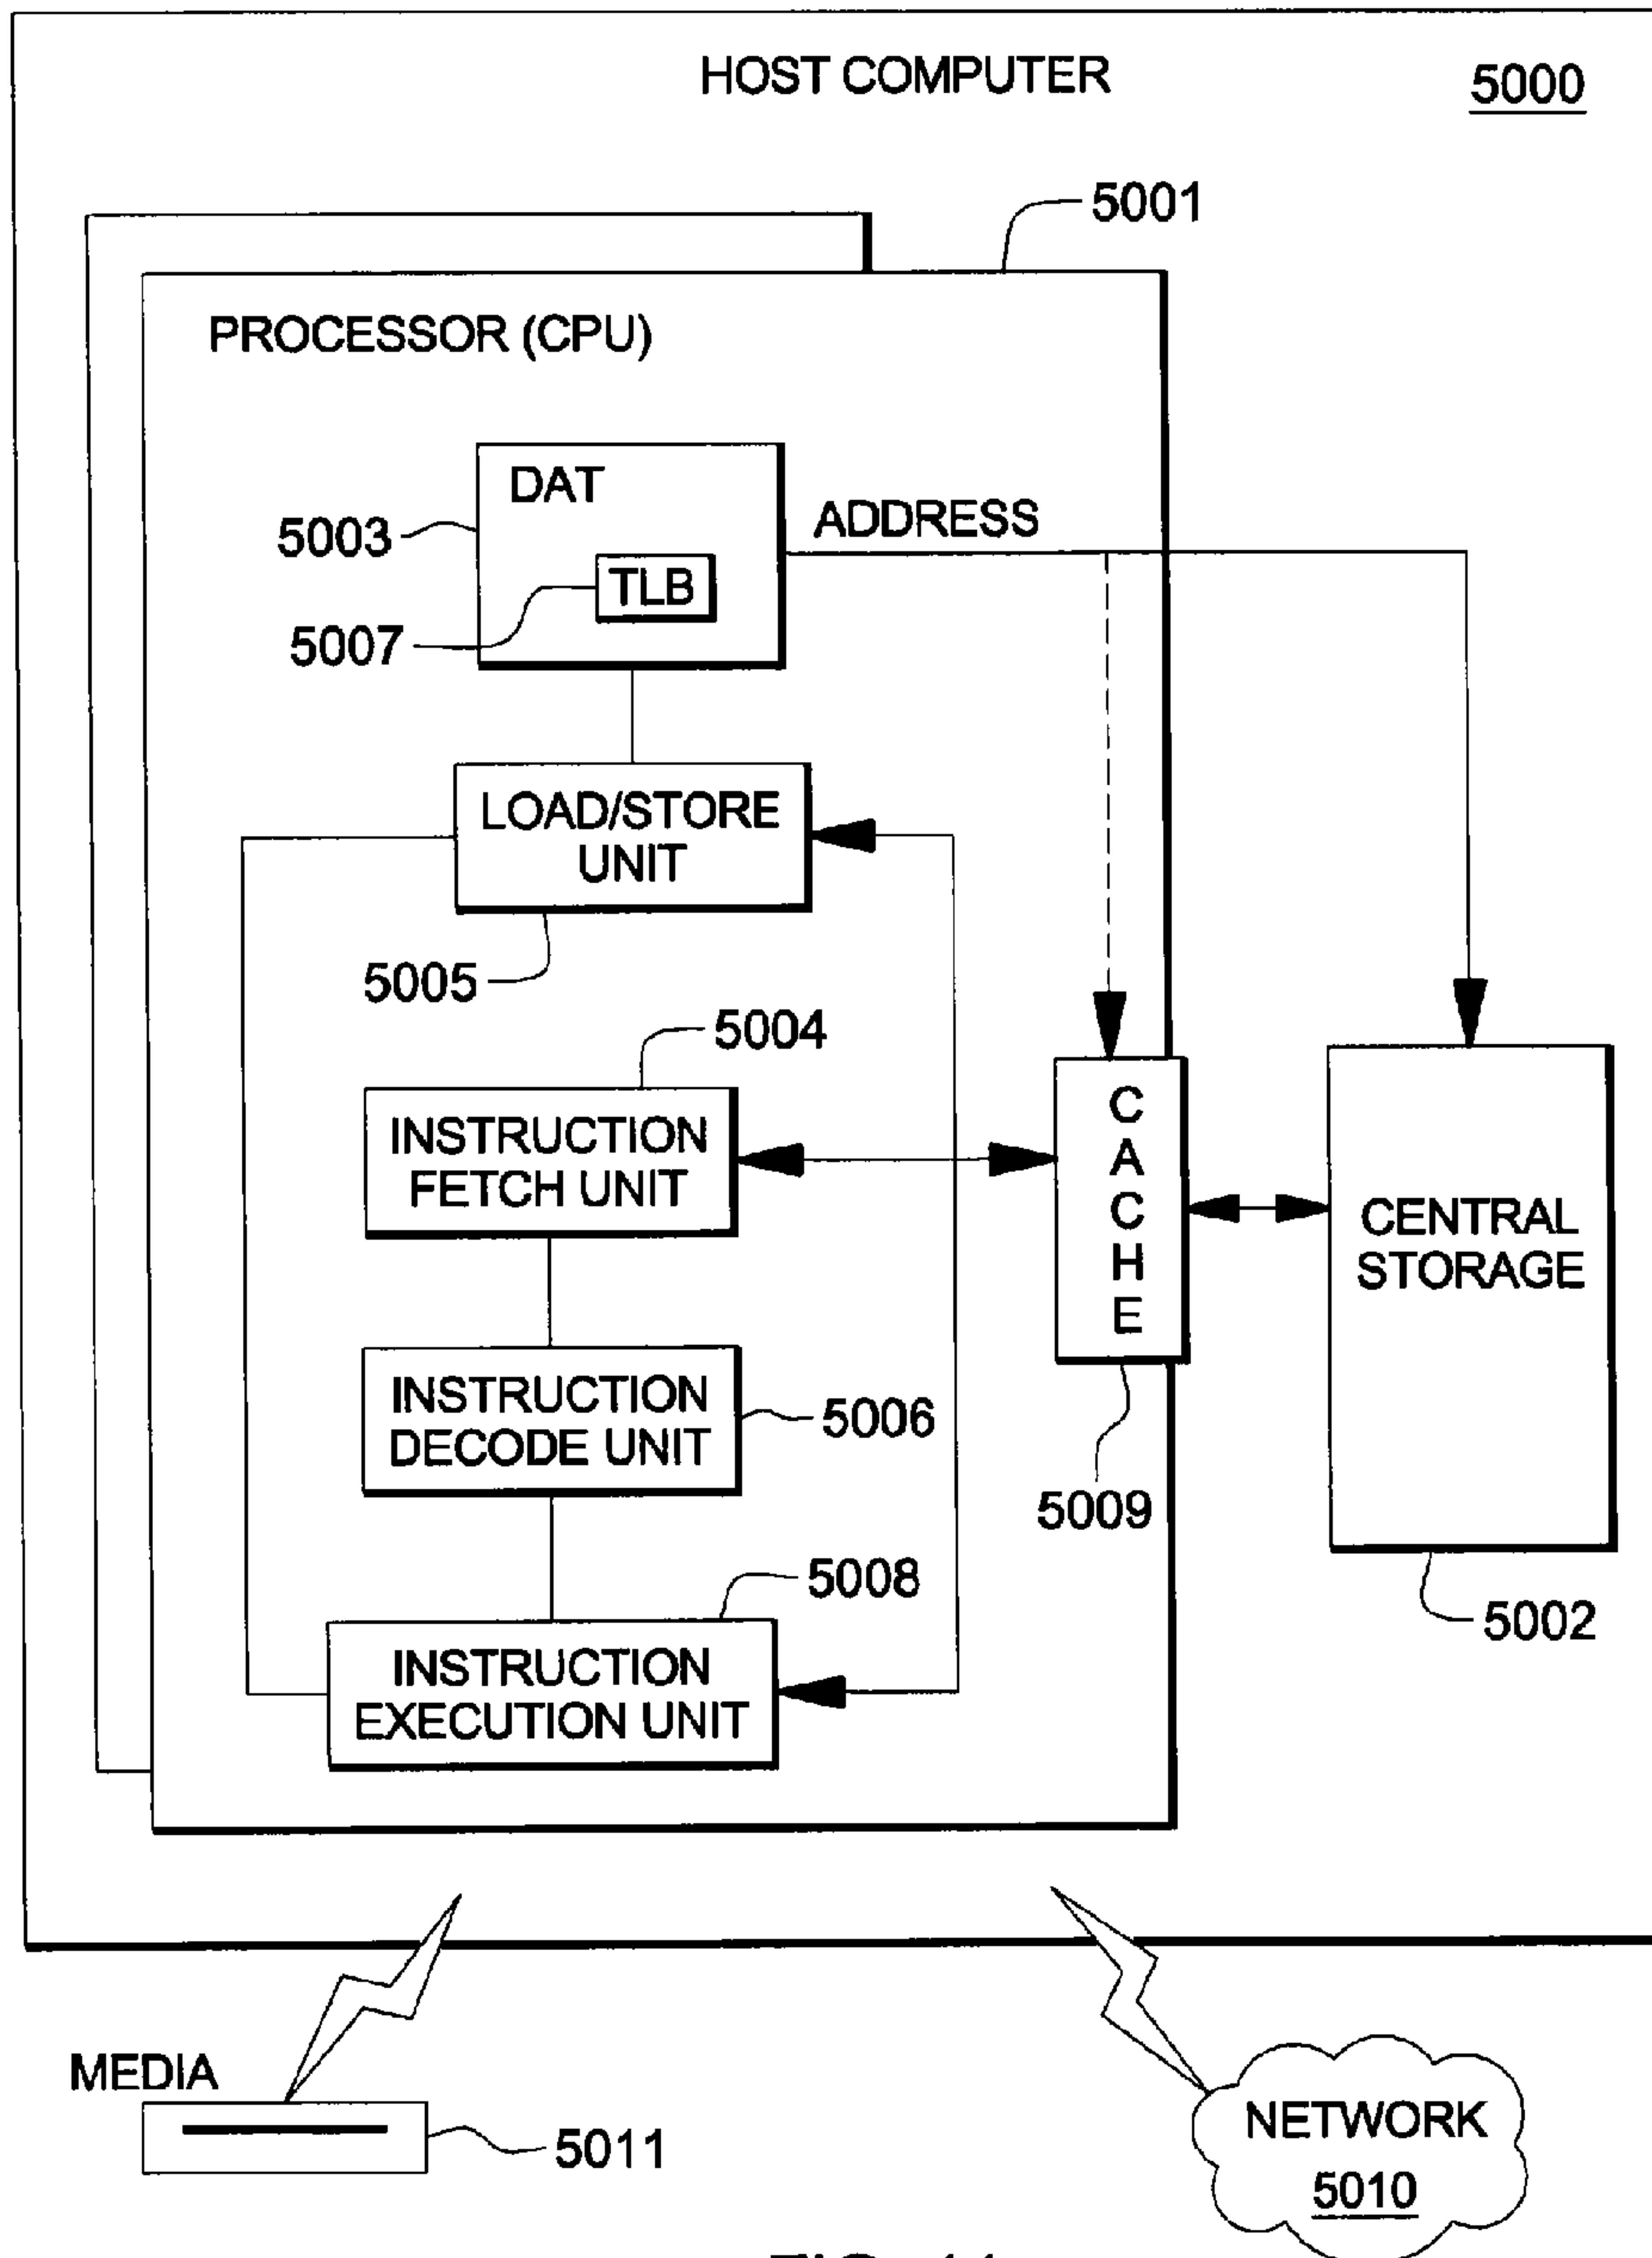 HOST COMPUTER
5000
5001
PROCESSOR (CPU)
DAT
5003
ADDRESS
TLB
5007
LOAD/STORE
UNIT
5005
5004
INSTRUCTION
FETCH UNIT
C
A
C
H
E
CENTRAL
STORAGE
INSTRUCTION
DECODE UNIT
5006
5009
5008
5002
INSTRUCTION
EXECUTION UNIT
MEDIA
5011
NETWORK
5010